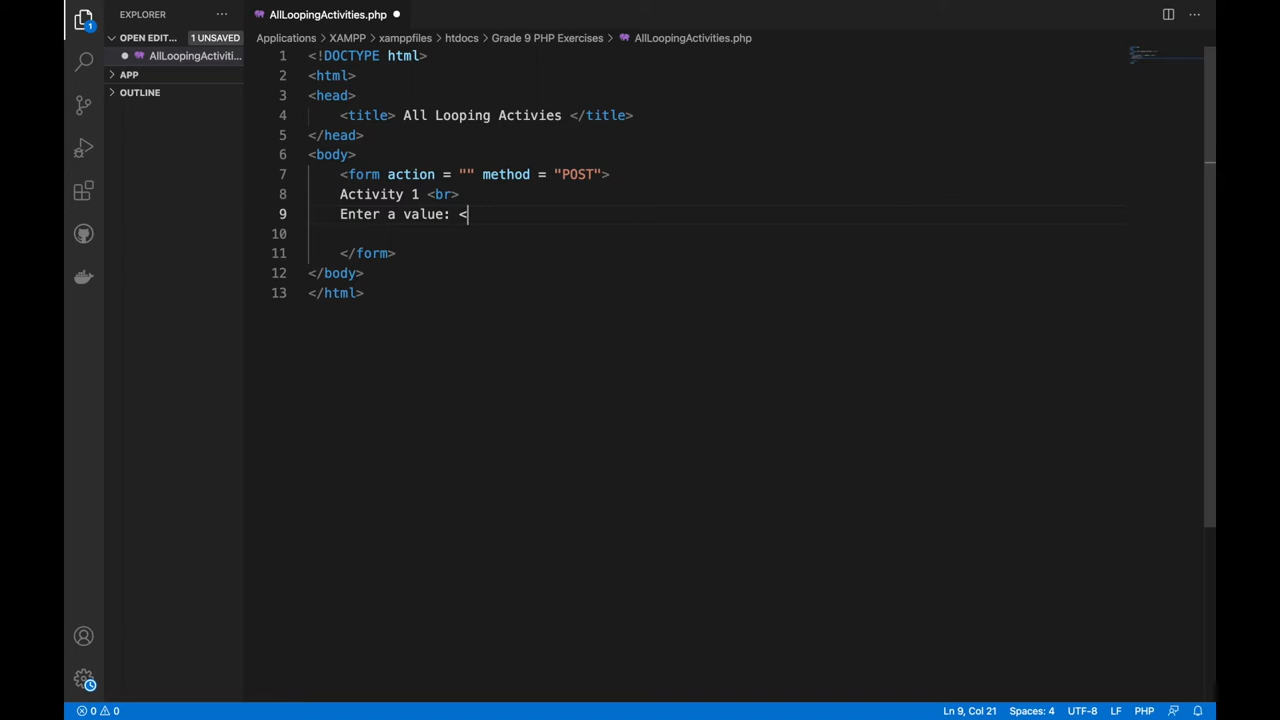 EXPLORER
···
AllLoopingActivities.php
OPEN EDIT...
1 UNSAVED
AllLoopingActiviti...
APP
OUTLINE
Applications > XAMPP > xamppfiles > htdocs > Grade 9 PHP Exercises > AllLoopingActivities.php
1 <!DOCTYPE html>
2 <html>
3 <head>
4 <title> All Looping Activies </title>
5 </head>
6 <body>
7 <form action = "" method = "POST">
8 Activity 1 <br>
9 Enter a value: <
10
11 </form>
12 </body>
13 </html>
1
0 0
Ln 9, Col 21
Spaces: 4
UTF-8
LF
PHP